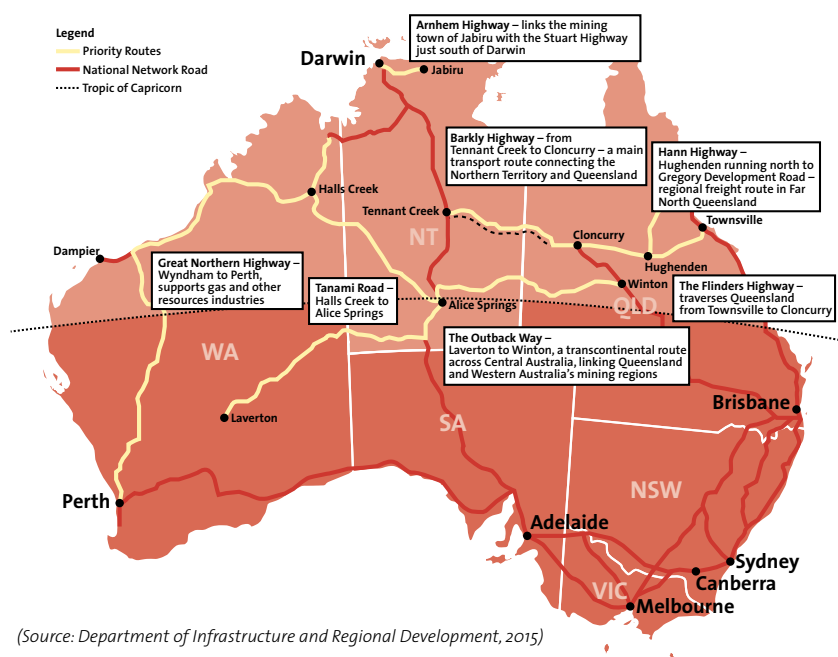 Legend
Priority Routes
National Network Road
Tropic of Capricorn
Arnhem Highway – links the mining
town of Jabiru with the Stuart Highway
just south of Darwin
Darwin
Jabiru
Barkly Highway – from
Tennant Creek to Cloncurry – a main
transport route connecting the
Northern Territory and Queensland
Hann Highway –
Hughenden running north to
Gregory Development Road –
regional freight route in Far
North Queensland
Halls Creek
Tennant Creek
Townsville
NT
Cloncurry
Dampier
Hughenden
Great Northern Highway –
Wyndham to Perth,
supports gas and other
resources industries
Tanami Road –
Halls Creek to
Alice Springs
Alice Springs
Winton
QLD
The Flinders Highway –
traverses Queensland
from Townsville to Cloncurry
The Outback Way –
Laverton to Winton, a transcontinental route
across Central Australia, linking Queensland
and Western Australia's mining regions
WA
Laverton
SA
Brisbane
NSW
Perth
Adelaide
Sydney
Canberra
VIC
Melbourne
(Source: Department of Infrastructure and Regional Development, 2015)